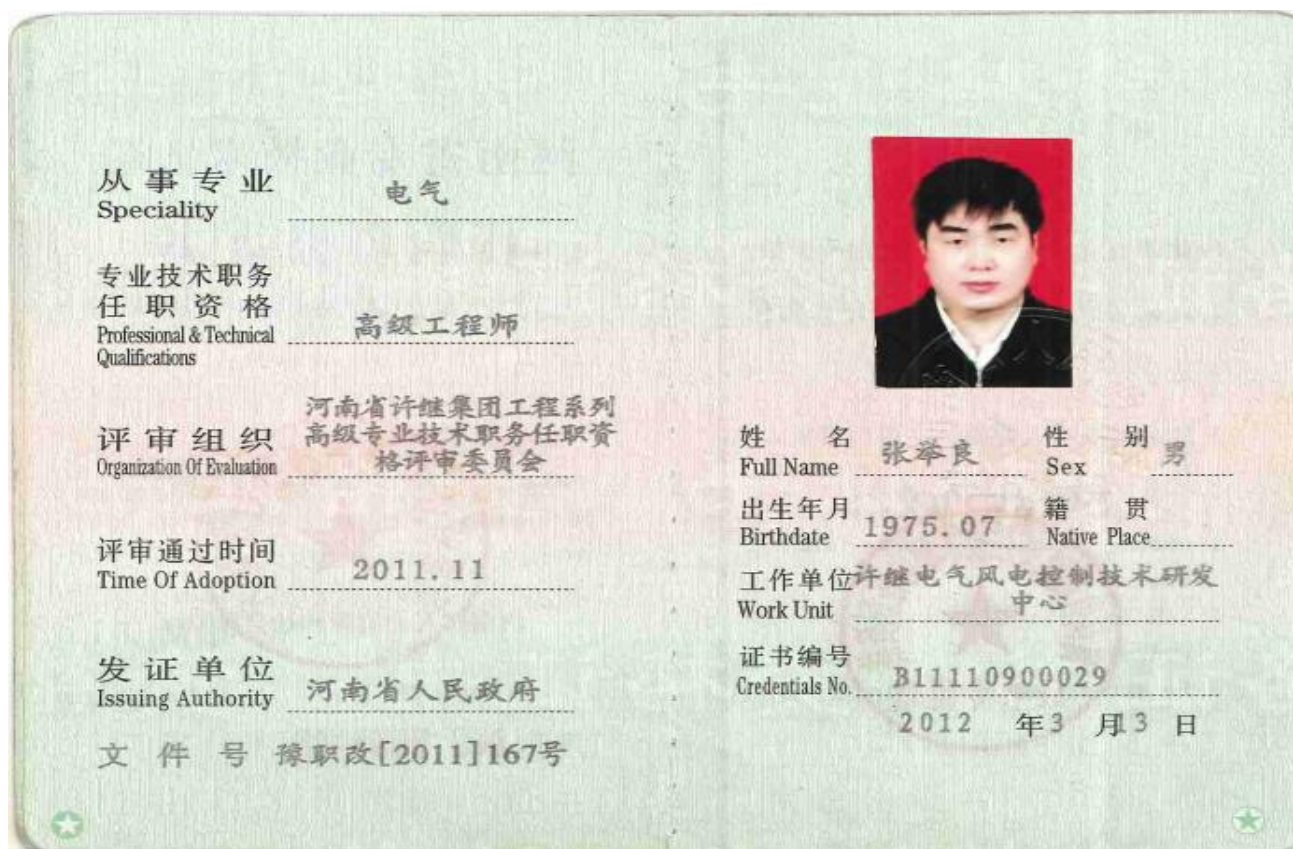 从事专业 电气
Speciality
专业技术职务
任职资格
高级工程师
Professional & Technical
Qualifications
河南省许继集团工程系列
评审组织 高级专业技术职务任职资
Organization Of Evaluation 格评审委员会
评审通过时间 2011.11
Time Of Adoption
发证单位
Issuing Authority 河南省人民政府
文件号 豫职改[2011]167号
姓名 张举良 性别 男
Full Name Sex
出生年月 1975.07 籍贯
Birthdate Native Place
工作单位 许继电气风电控制技术研发
Work Unit 中心
证书编号
Credentials No. B11110900029
2012 年 3 月 13 日